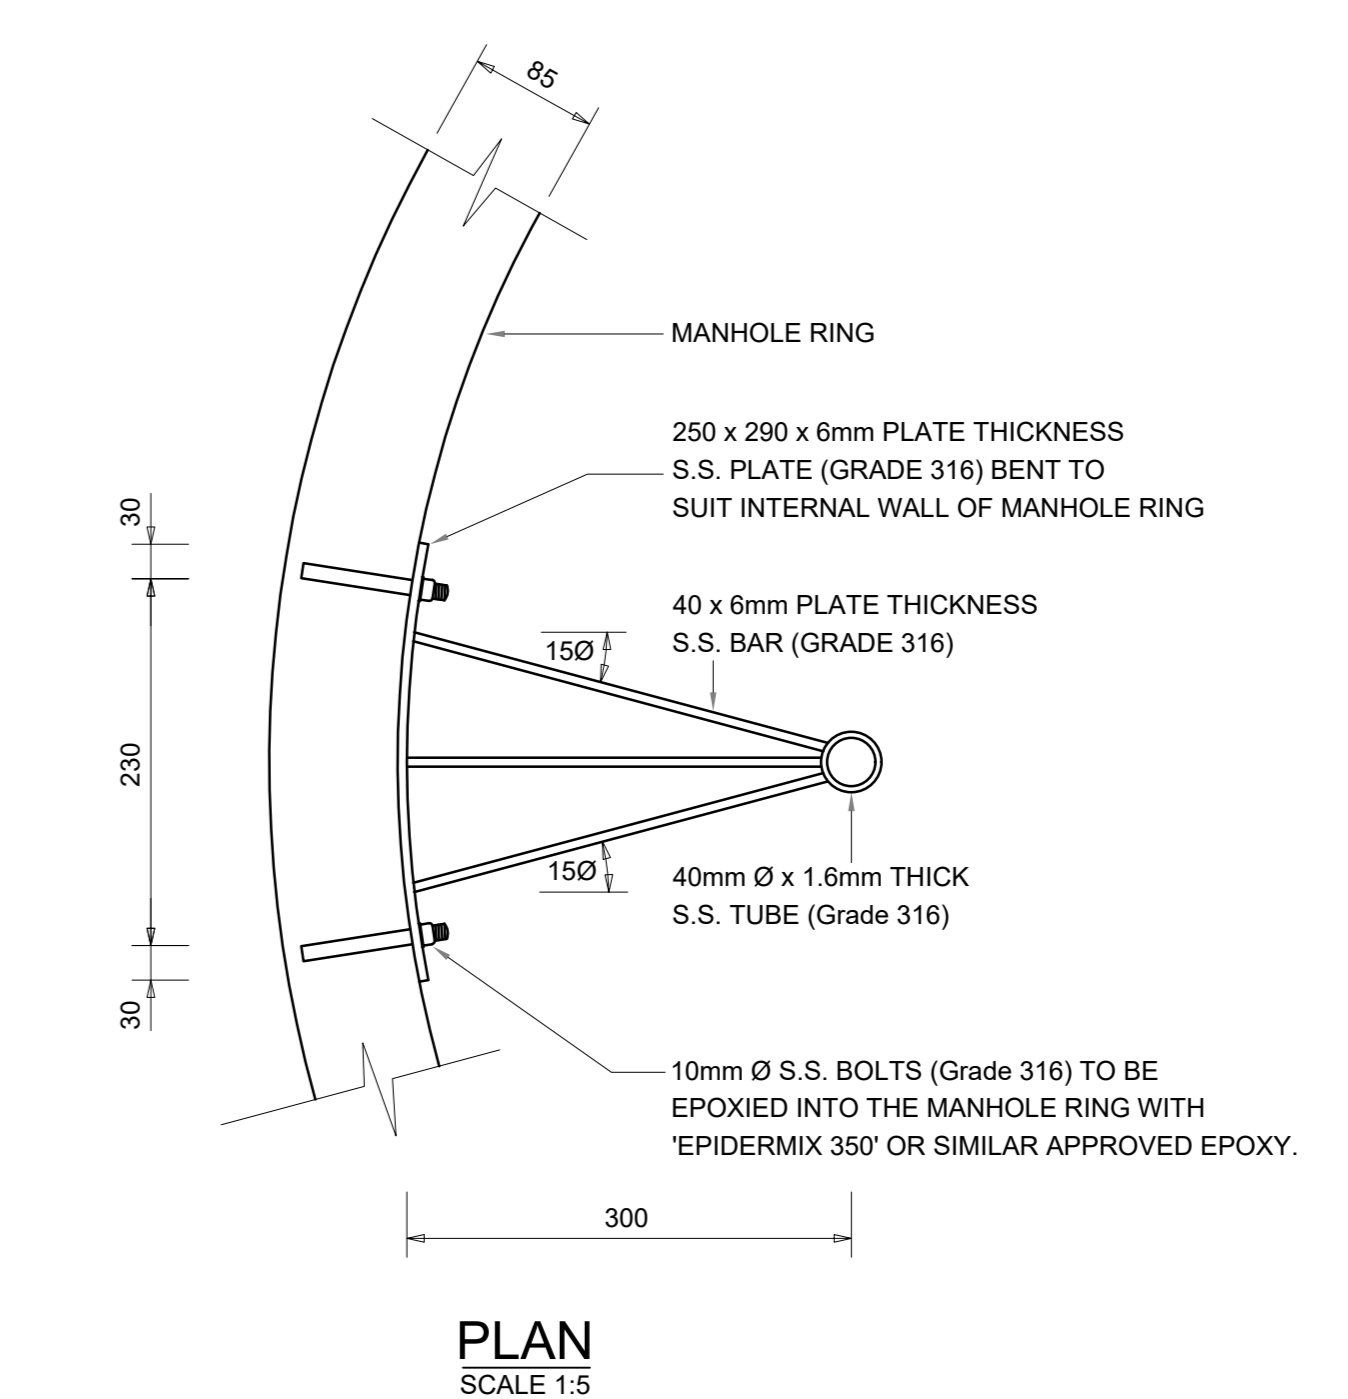 85
MANHOLE RING
250 x 290 x 6mm PLATE THICKNESS
S.S. PLATE (GRADE 316) BENT TO
SUIT INTERNAL WALL OF MANHOLE RING
30
40 x 6mm PLATE THICKNESS
S.S. BAR (GRADE 316)
15Ø
230
15Ø
40mm Ø x 1.6mm THICK
S.S. TUBE (Grade 316)
30
10mm Ø S.S. BOLTS (Grade 316) TO BE
EPOXIED INTO THE MANHOLE RING WITH
'EPIDERMIX 350' OR SIMILAR APPROVED EPOXY.
300
PLAN
SCALE 1:5